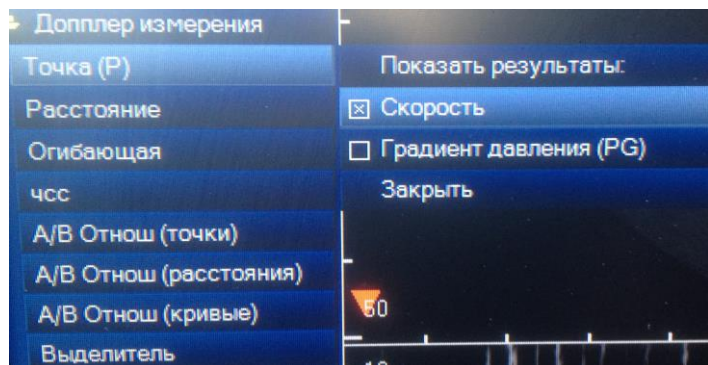 Допплер измерения
Точка (P)
Расстояние
Огибающая
чсс
A/B Отнош (точки)
A/B Отнош (расстояния)
A/B Отнош (кривые)
Выделитель
Показать результаты:
Скорость
Градиент давления (PG)
Закрыть
50